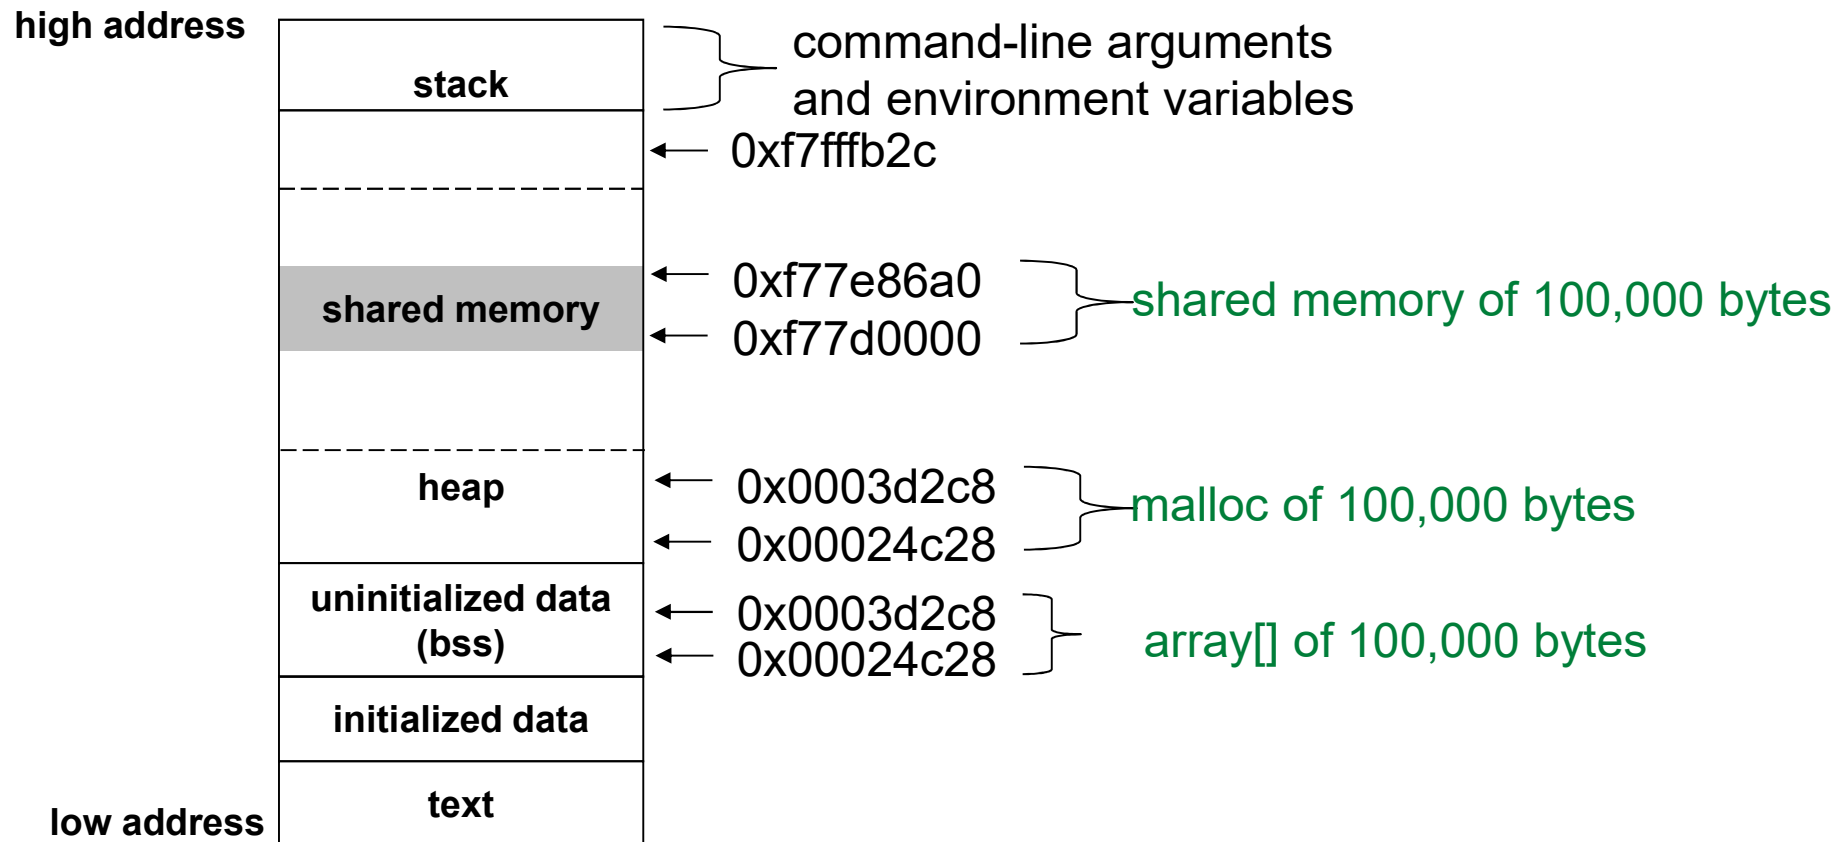 high address
stack
command-line arguments
and environment variables
0xf7fffb2c
shared memory
0xf77e86a0
0xf77d0000
shared memory of 100,000 bytes
heap
0x0003d2c8
0x00024c28
malloc of 100,000 bytes
uninitialized data
(bss)
0x0003d2c8
0x00024c28
array[] of 100,000 bytes
initialized data
text
low address